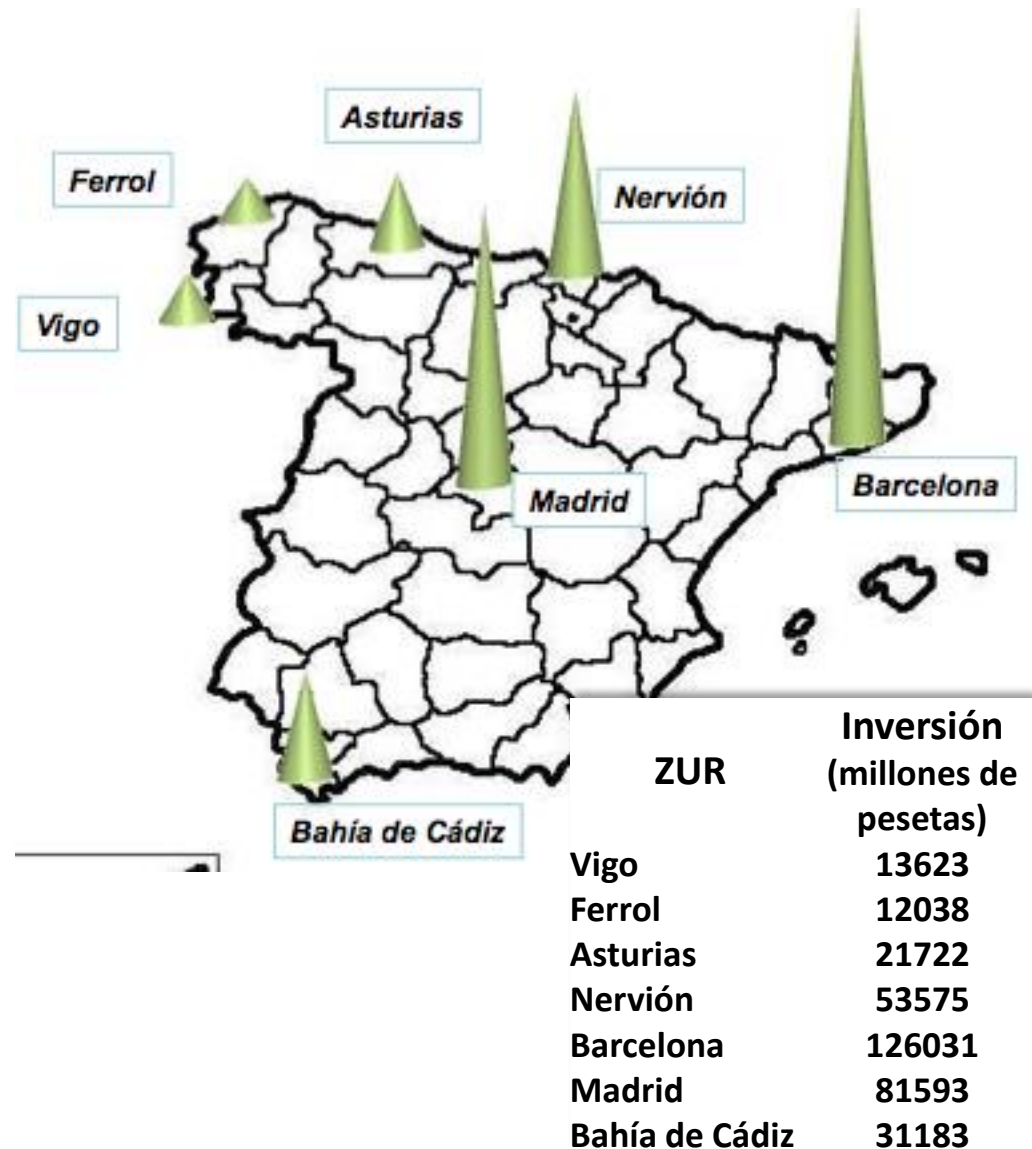 Asturias
Ferrol
Nervión
Vigo
Barcelona
Madrid
Bahía de Cádiz
ZUR
Inversión
(millones de
pesetas)
Vigo 13623
Ferrol 12038
Asturias 21722
Nervión 53575
Barcelona 126031
Madrid 81593
Bahía de Cádiz 31183